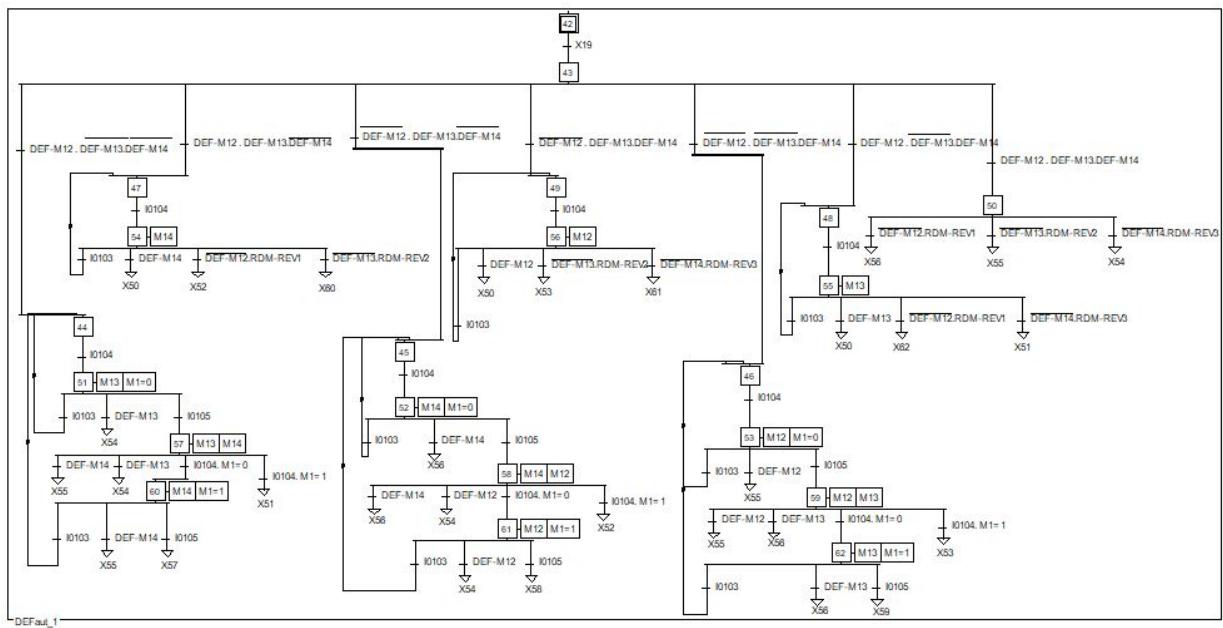 42
X19
43
DEF-M12 . DEF-M13.DEF-M14
DEF-M12 . DEF-M13.DEF-M14
DEF-M12 . DEF-M13.DEF-M14
DEF-M12 . DEF-M13.DEF-M14
DEF-M12 . DEF-M13.DEF-M14
DEF-M12 . DEF-M13.DEF-M14
DEF-M12 . DEF-M13.DEF-M14
47
I0104
54 M14
I0103 DEF-M14 DEF-M12.RDM-REV1 DEF-M13.RDM-REV2
X50 X52 X60
49
I0104
56 M12
DEF-M12 DEF-M13.RDM-REV2 DEF-M14.RDM-REV3
X50 X53 X61
I0103
48
I0104
55 M13
I0103 DEF-M13 DEF-M12.RDM-REV1 DEF-M14.RDM-REV3
X50 X62 X51
50
DEF-M12.RDM-REV1 DEF-M13.RDM-REV2 DEF-M14.RDM-REV3
X56 X55 X54
44
I0104
51 M13 M1=0
I0103 DEF-M13 I0105
X54
57 M13 M14
DEF-M14 DEF-M13 I0104. M1=0 I0104. M1= 1
X55 X54 X51
60 M14 M1=1
I0103 DEF-M14 I0105
X55 X57
45
I0104
52 M14 M1=0
I0103 DEF-M14 I0105
X56
58 M14 M12
DEF-M14 DEF-M12 I0104. M1= 0 I0104. M1= 1
X56 X54 X52
61 M12 M1=1
I0103 DEF-M12 I0105
X54 X58
46
I0104
53 M12 M1=0
I0103 DEF-M12 I0105
X55
59 M12 M13
DEF-M12 DEF-M13 I0104. M1=0 I0104. M1= 1
X55 X56 X53
62 M13 M1=1
I0103 DEF-M13 I0105
X56 X59
DEFaut_1